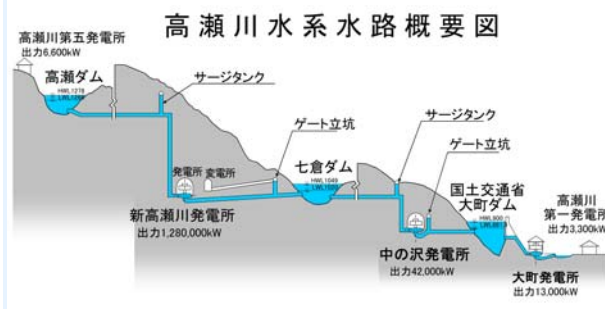 高瀬川水系水路概要図
高瀬川第五発電所
出力6,600kW
高瀬ダム
HWL1276
サージタンク
ゲート立坑
発電所
変電所
新高瀬川発電所
出力1,280,000kW
七倉ダム
HWL1048
サージタンク
ゲート立坑
中の沢発電所
出力42,000kW
国土交通省
大町ダム
HWL900
高瀬川
第一発電所
出力3,300kW
大町発電所
出力13,000kW